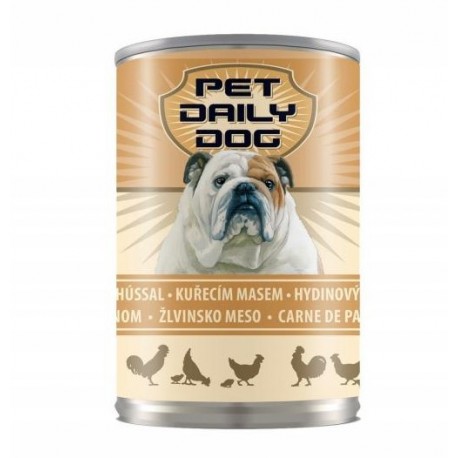 PET
DAILY
DOG
HÚSSAL • KUŘECÍM MASEM • HYDINOVÝ
NOM • ŽLVINSKO MESO • CARNE DE PA